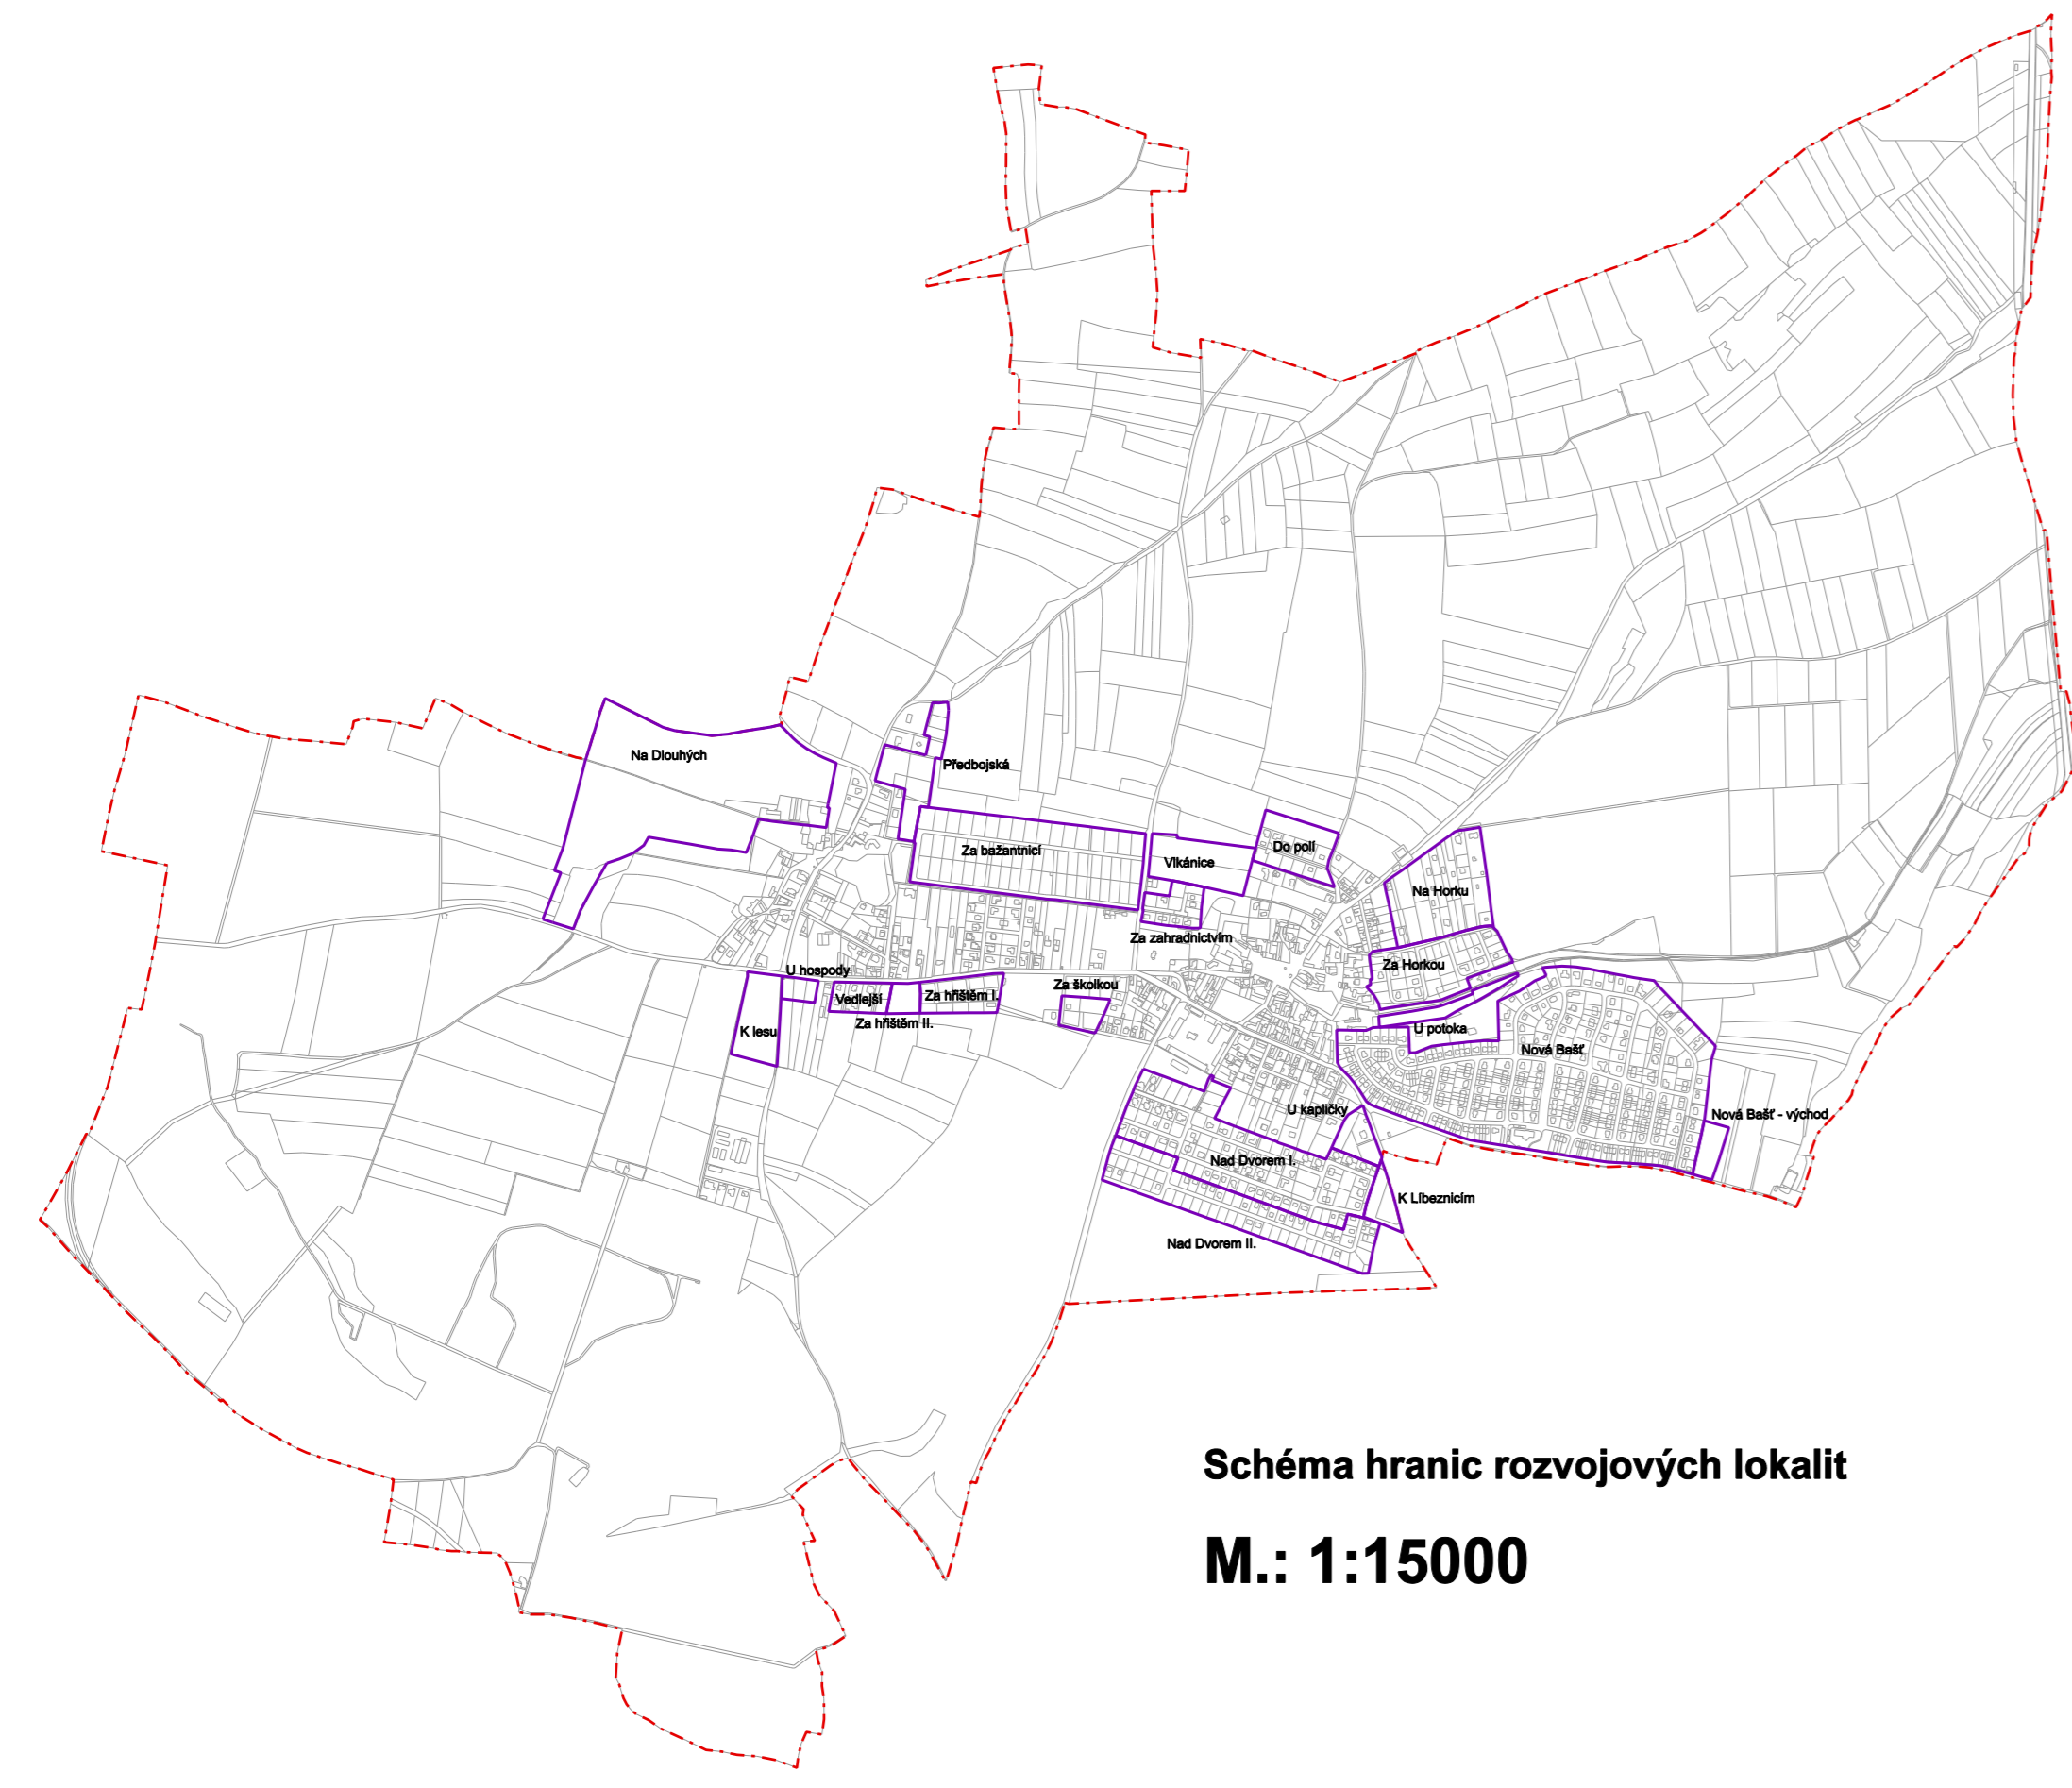 Na Dlouhých
Předbojská
Za bažantnicí
Vlkánice
Do polí
Na Horku
Za zahradnictvím
Za Horkou
U hospody
Za školkou
Vedlejší
Za hřištěm I.
Za hřištěm II.
K lesu
U potoka
Nová Bašť
U kapličky
Nová Bašť - východ
Nad Dvorem I.
K Líbeznicím
Nad Dvorem II.
Schéma hranic rozvojových lokalit
M.: 1:15000